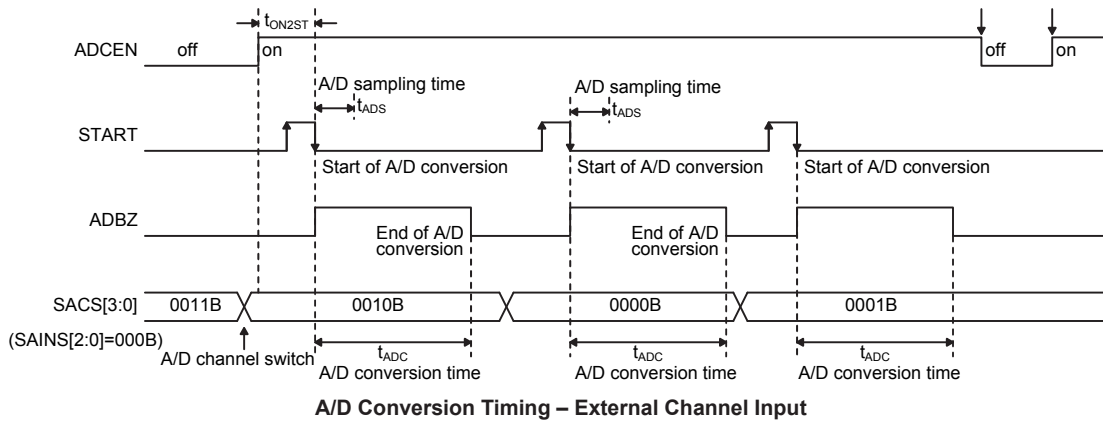 tON2ST
ADCEN off on off on
A/D sampling time A/D sampling time
tADS tADS
START
Start of A/D conversion Start of A/D conversion Start of A/D conversion
ADBZ
End of A/D conversion End of A/D conversion
SACS[3:0] 0011B 0010B 0000B 0001B
(SAINS[2:0]=000B)
A/D channel switch
tADC tADC tADC
A/D conversion time A/D conversion time A/D conversion time
A/D Conversion Timing – External Channel Input